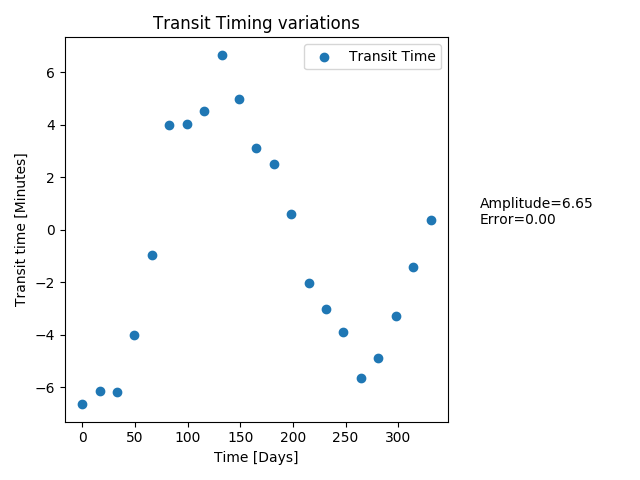 Transit Timing variations
Transit Time
6
4
2
0
−2
−4
−6
Transit time [Minutes]
0 50 100 150 200 250 300
Time [Days]
Amplitude=6.65
Error=0.00